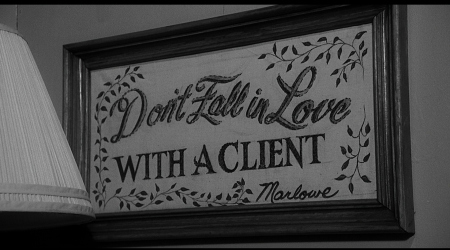 Don't Fall in Love
WITH A CLIENT
Marlowe